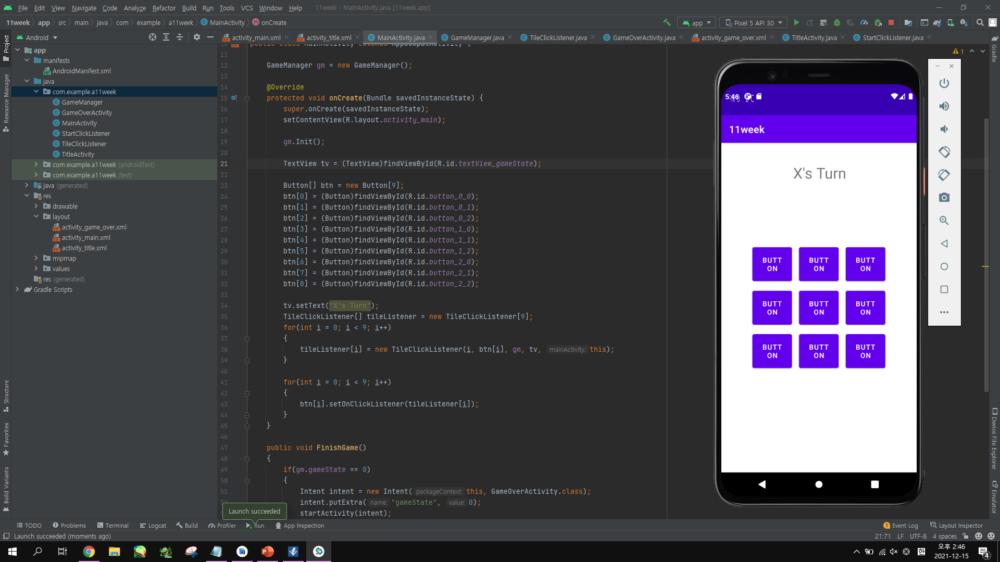 File Edit View Navigate Code Analyze Refactor Build Run Tools VCS Window Help 11week - MainActivity.java [11week.app]
11week app src main java com example a11week MainActivity onCreate
app Pixel 5 API 30
Project
Resource Manager
Structure
Favorites
Build Variants
Android
app
manifests
AndroidManifest.xml
java
com.example.a11week
GameManager
GameOverActivity
MainActivity
StartClickListener
TileClickListener
TitleActivity
com.example.a11week (androidTest)
com.example.a11week (test)
java (generated)
res
drawable
layout
activity_game_over.xml
activity_main.xml
activity_title.xml
mipmap
values
res (generated)
Gradle Scripts
activity_main.xml activity_title.xml MainActivity.java GameManager.java TileClickListener.java GameOverActivity.java activity_game_over.xml TitleActivity.java StartClickListener.java
10 public class MainActivity extends AppCompatActivity {
11
12 GameManager gm = new GameManager();
13
14 @Override
15 protected void onCreate(Bundle savedInstanceState) {
16 super.onCreate(savedInstanceState);
17 setContentView(R.layout.activity_main);
18
19 gm.Init();
20
21 TextView tv = (TextView)findViewById(R.id.textView_gameState);
22
23 Button[] btn = new Button[9];
24 btn[0] = (Button)findViewById(R.id.button_0_0);
25 btn[1] = (Button)findViewById(R.id.button_0_1);
26 btn[2] = (Button)findViewById(R.id.button_0_2);
27 btn[3] = (Button)findViewById(R.id.button_1_0);
28 btn[4] = (Button)findViewById(R.id.button_1_1);
29 btn[5] = (Button)findViewById(R.id.button_1_2);
30 btn[6] = (Button)findViewById(R.id.button_2_0);
31 btn[7] = (Button)findViewById(R.id.button_2_1);
32 btn[8] = (Button)findViewById(R.id.button_2_2);
33
34 tv.setText("X's Turn");
35 TileClickListener[] tileListener = new TileClickListener[9];
36 for(int i = 0; i < 9; i++)
37 {
38 tileListener[i] = new TileClickListener(i, btn[i], gm, tv, mainActivity: this);
39 }
40
41 for(int i = 0; i < 9; i++)
42 {
43 btn[i].setOnClickListener(tileListener[i]);
44 }
45 }
46
47 public void FinishGame()
48 {
49 if(gm.gameState == 0)
50 {
51 Intent intent = new Intent( packageContext: this, GameOverActivity.class);
intent.putExtra( name: "gameState", value: 0);
startActivity(intent);
1
5:46
11week
X's Turn
BUTT
ON
BUTT
ON
BUTT
ON
BUTT
ON
BUTT
ON
BUTT
ON
BUTT
ON
BUTT
ON
BUTT
ON
Gradle
Device File Explorer
Emulator
Launch succeeded
TODO Problems Terminal Logcat Build Profiler Run App Inspection 1 Event Log Layout Inspector
Launch succeeded (moments ago) 21:71 LF UTF-8 4 spaces
한 오후 2:46
2021-12-15 4